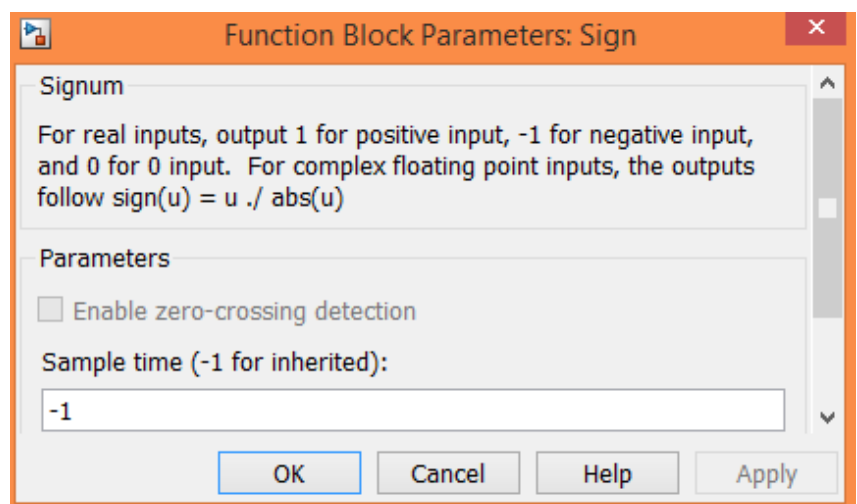 Function Block Parameters: Sign
Signum
For real inputs, output 1 for positive input, -1 for negative input,
and 0 for 0 input.  For complex floating point inputs, the outputs
follow sign(u) = u ./ abs(u)
Parameters
Enable zero-crossing detection
Sample time (-1 for inherited):
-1
OK Cancel Help Apply